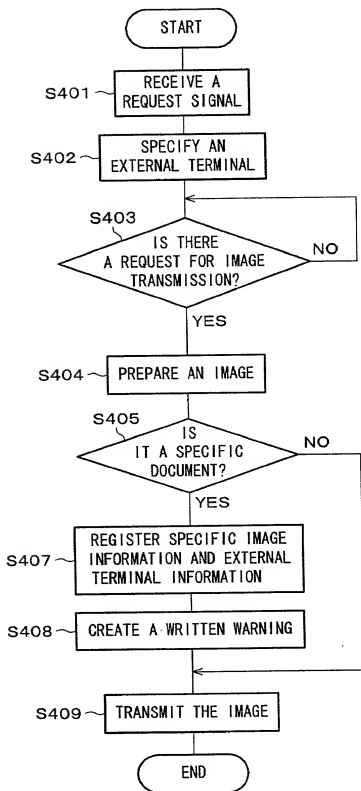 START
S401
RECEIVE A
REQUEST SIGNAL
S402
SPECIFY AN
EXTERNAL TERMINAL
S403
IS THERE
A REQUEST FOR IMAGE
TRANSMISSION?
NO
YES
S404
PREPARE AN IMAGE
S405
IS
IT A SPECIFIC
DOCUMENT?
NO
YES
S407
REGISTER SPECIFIC IMAGE
INFORMATION AND EXTERNAL
TERMINAL INFORMATION
S408
CREATE A WRITTEN WARNING
S409
TRANSMIT THE IMAGE
END